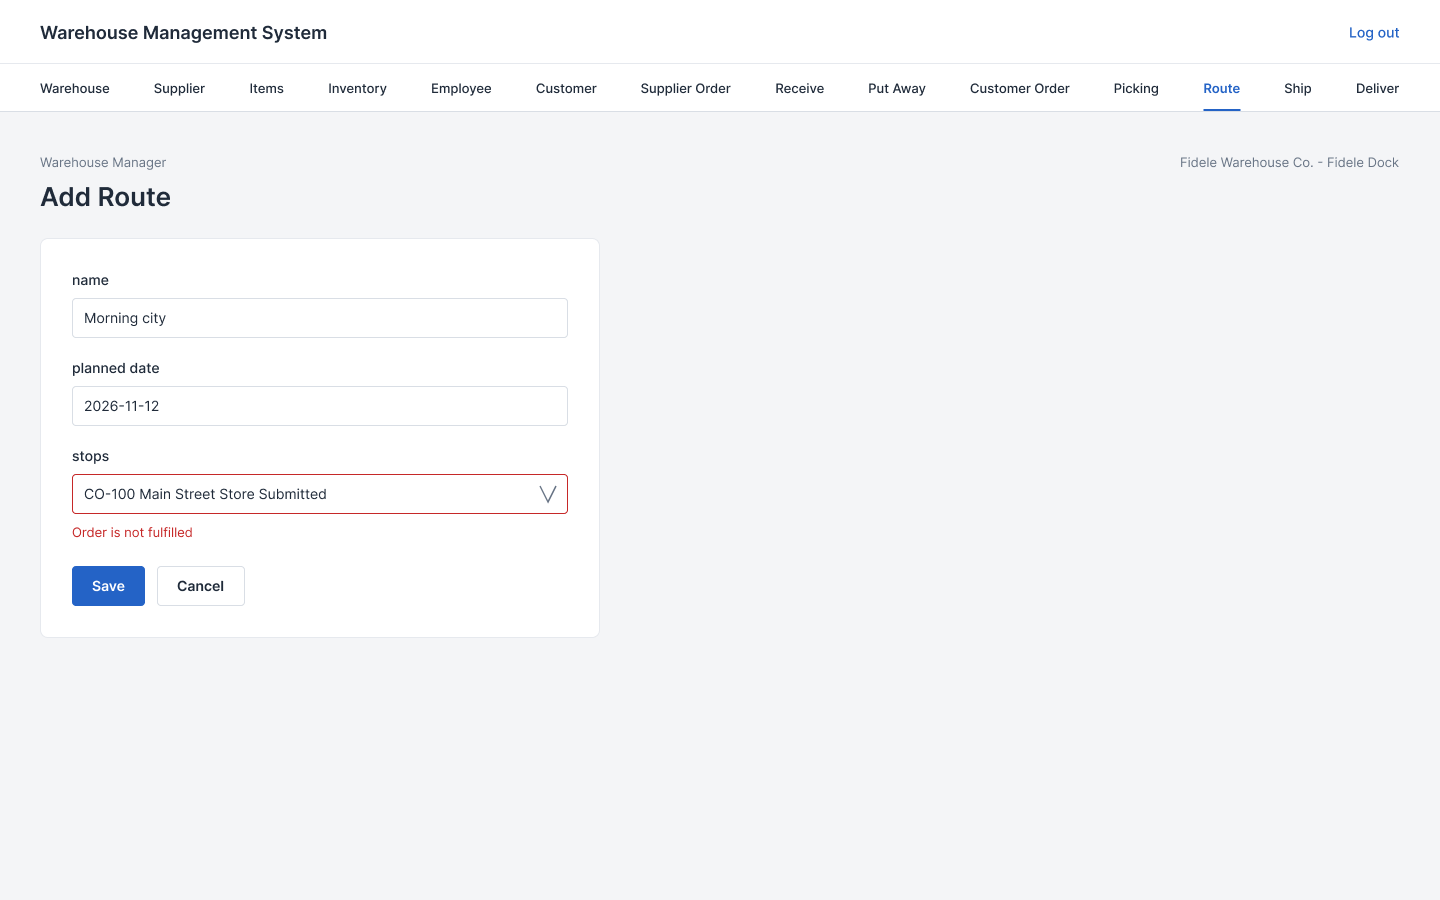 Warehouse Management System
Log out
Warehouse Supplier Items Inventory Employee Customer Supplier Order Receive Put Away Customer Order Picking Route Ship Deliver
Warehouse Manager
Fidele Warehouse Co. - Fidele Dock
Add Route
name
Morning city
planned date
2026-11-12
stops
CO-100 Main Street Store Submitted
Order is not fulfilled
Save Cancel